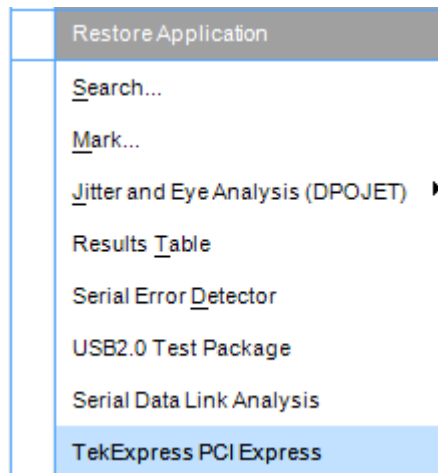 Restore Application
Search...
Mark...
Jitter and Eye Analysis (DPOJET)
Results Table
Serial Error Detector
USB2.0 Test Package
Serial Data Link Analysis
TekExpress PCI Express